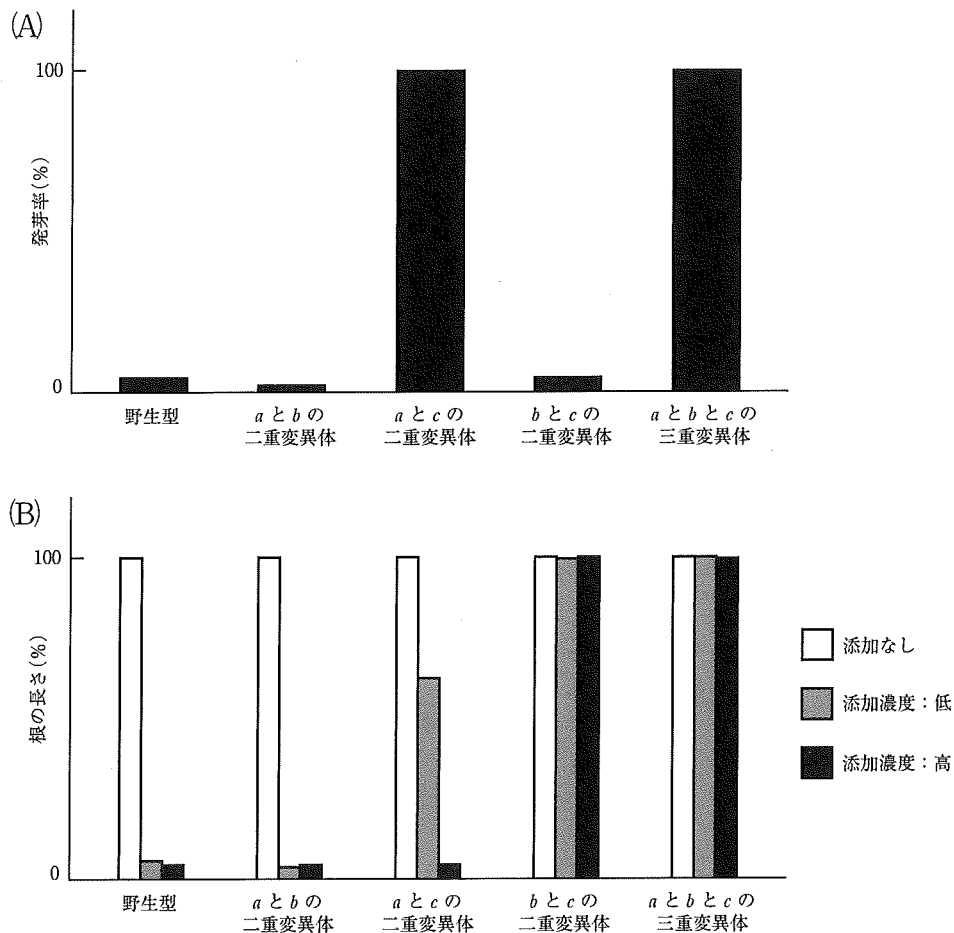 (A)
100
発芽率(%)
0
野生型
aとbの
二重変異体
aとcの
二重変異体
bとcの
二重変異体
aとbとcの
三重変異体
(B)
100
根の長さ(%)
0
野生型
aとbの
二重変異体
aとcの
二重変異体
bとcの
二重変異体
aとbとcの
三重変異体
添加なし
添加濃度：低
添加濃度：高